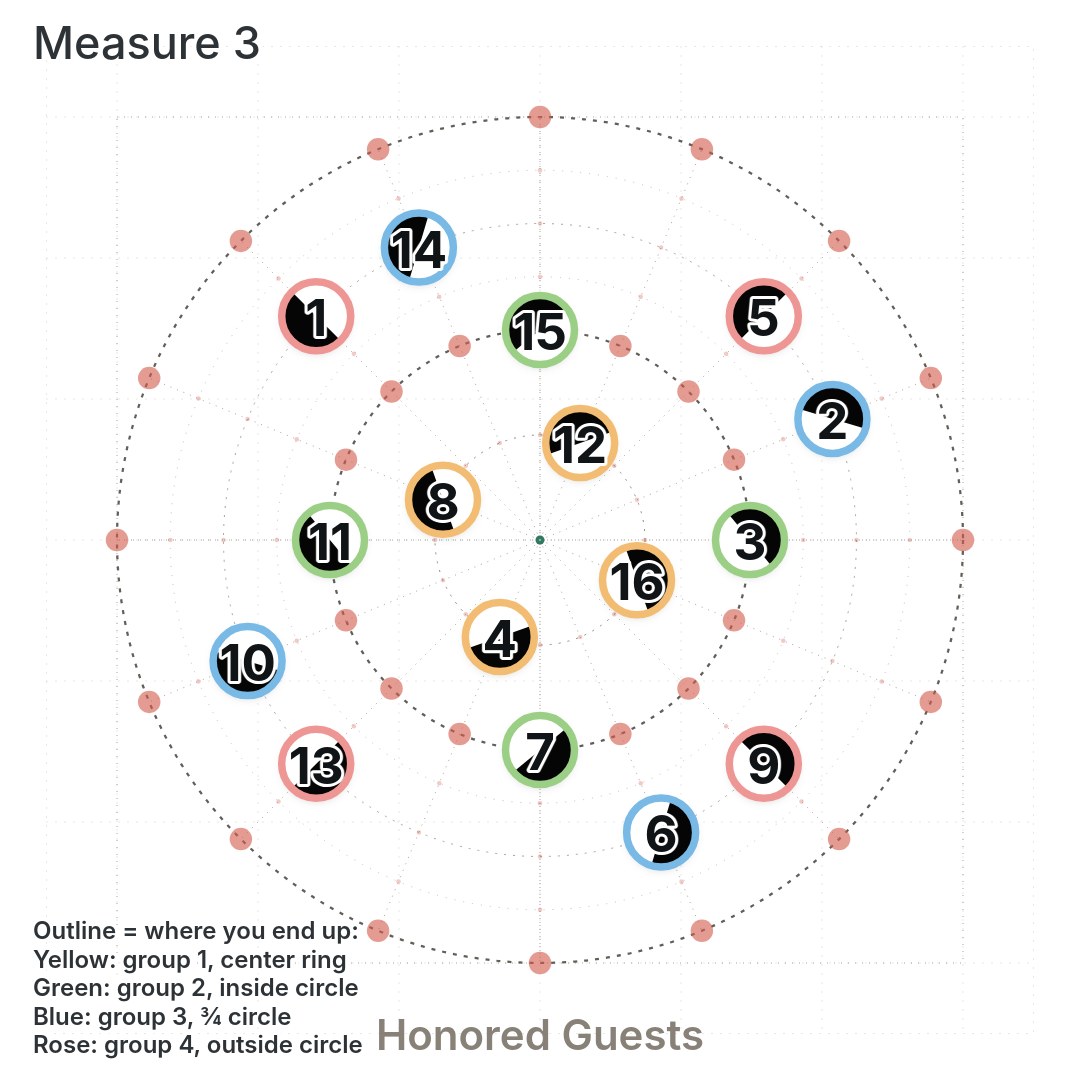 Measure 3
14
1
5
15
2
12
8
11
3
16
4
10
7
13
9
6
Outline = where you end up:
Yellow: group 1, center ring
Green: group 2, inside circle
Blue: group 3, ¾ circle
Rose: group 4, outside circle
Honored Guests